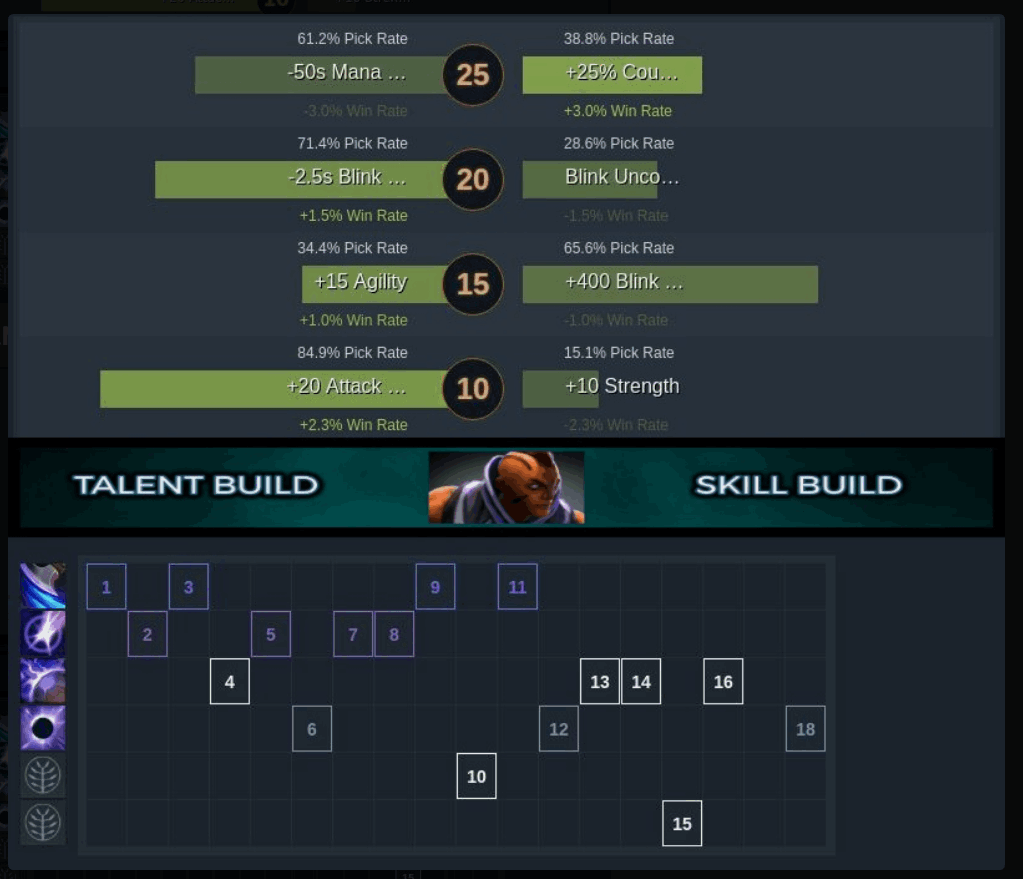 61.2% Pick Rate 38.8% Pick Rate
-50s Mana ... 25 +25% Cou...
-3.0% Win Rate +3.0% Win Rate
71.4% Pick Rate 28.6% Pick Rate
-2.5s Blink ... 20 Blink Unco...
+1.5% Win Rate -1.5% Win Rate
34.4% Pick Rate 65.6% Pick Rate
+15 Agility 15 +400 Blink ...
+1.0% Win Rate -1.0% Win Rate
84.9% Pick Rate 15.1% Pick Rate
+20 Attack ... 10 +10 Strength
+2.3% Win Rate -2.3% Win Rate
TALENT BUILD SKILL BUILD
1 3 9 11
2 5 7 8
4 13 14 16
6 12 18
10
15